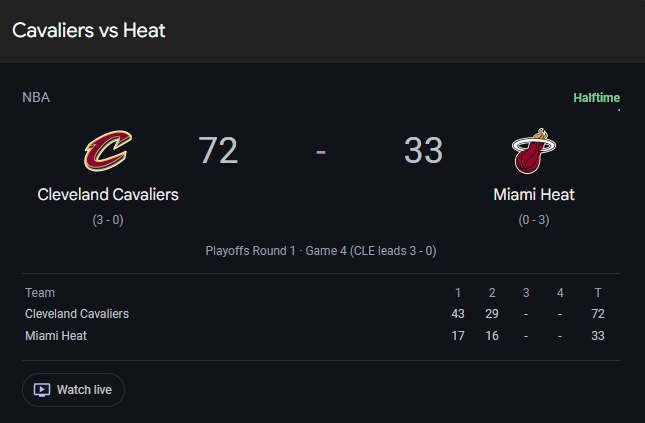 Cavaliers vs Heat
NBA
Halftime
72 - 33
Cleveland Cavaliers
Miami Heat
(3 - 0)
(0 - 3)
Playoffs Round 1 · Game 4 (CLE leads 3 - 0)
Team 1 2 3 4 T
Cleveland Cavaliers 43 29 - - 72
Miami Heat 17 16 - - 33
Watch live